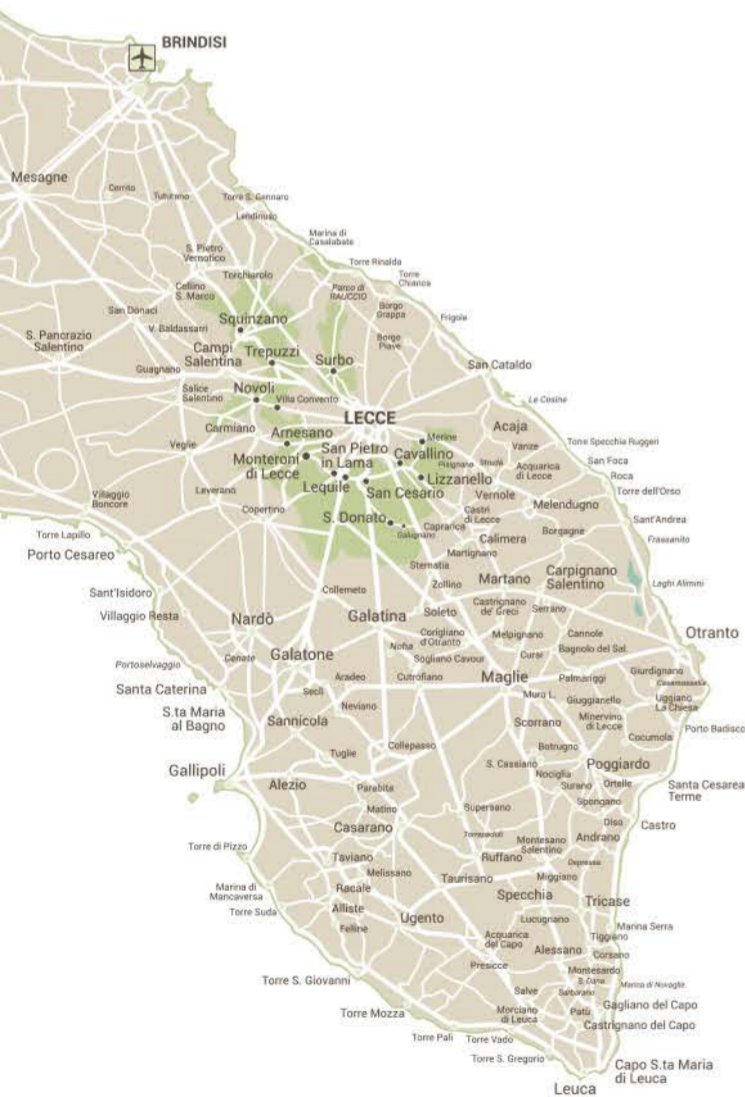 BRINDISI
Mesagne
Cerrito
Tuturano
Torre S. Gennaro
Lendinuso
Marina di
Casalabate
S. Pietro
Vernotico
Torre Rinalda
Torchiarolo
Torre
Chianca
Cellino
S. Marco
Parco di
RAUCCIO
San Donaci
Borgo
Grappa
Squinzano
Frigole
V. Baldassarri
S. Pancrazio
Salentino
Borgo
Piave
Campi
Salentina
Trepuzzi
Surbo
San Cataldo
Guagnano
Salice
Salentino
Novoli
Villa Convento
Le Cesine
LECCE
Carmiano
Arnesano
Acaja
Merine
Veglie
Vanze
Torre Specchia Ruggeri
San Pietro
in Lama
Cavallino
Monteroni
di Lecce
Pisignano
Strudà
Acquarica
di Lecce
San Foca
Roca
Lizzanello
Lequile
San Cesario
Vernole
Torre dell'Orso
Villaggio
Boncore
Leverano
Melendugno
Copertino
Castri
di Lecce
S. Donato
Galugnano
Caprarica
Sant'Andrea
Torre Lapillo
Calimera
Borgagne
Frassanito
Porto Cesareo
Martignano
Sternatia
Carpignano
Salentino
Zollino
Martano
Laghi Alimini
Sant'Isidoro
Collemeto
Castrignano
de' Greci
Serrano
Villaggio Resta
Nardò
Galatina
Soleto
Otranto
Corigliano
d'Otranto
Melpignano
Cannole
Noha
Bagnolo del Sal.
Cursi
Cenate
Galatone
Sogliano Cavour
Portoselvaggio
Giurdignano
Aradeo
Cutrofiano
Maglie
Palmariggi
Casamassella
Santa Caterina
Secli
Muro L.
Giuggianello
Uggiano
La Chiesa
Neviano
S.ta Maria
al Bagno
Sannicola
Scorrano
Minervino
di Lecce
Porto Badisco
Cocumola
Collepasso
Botrugno
Tuglie
S. Cassiano
Poggiardo
Gallipoli
Nociglia
Alezio
Parabita
Surano
Ortelle
Santa Cesarea
Terme
Spongano
Matino
Supersano
Casarano
Diso
Castro
Torrepaduli
Andrano
Montesano
Salentino
Torre di Pizzo
Taviano
Ruffano
Depressa
Melissano
Taurisano
Miggiano
Marina di
Mancaversa
Racale
Specchia
Tricase
Torre Suda
Alliste
Ugento
Lucugnano
Felline
Marina Serra
Acquarica
del Capo
Tiggiano
Alessano
Corsano
Presicce
Montesardo
Torre S. Giovanni
S. Dana
Marina di Novaglie
Salve
Barbarano
Gagliano del Capo
Torre Mozza
Morciano
di Leuca
Patù
Castrignano del Capo
Torre Pali
Torre Vado
Torre S. Gregorio
Capo S.ta Maria
di Leuca
Leuca